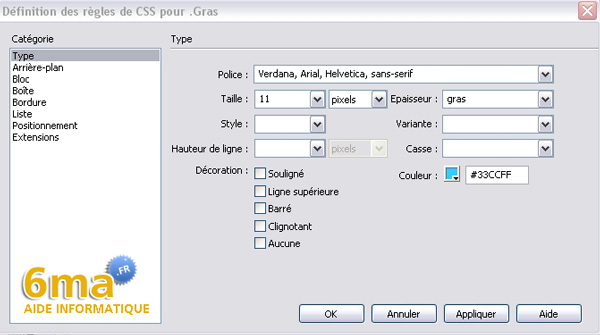 Définition des règles de CSS pour .Gras
Catégorie
Type
Arrière-plan
Bloc
Boîte
Bordure
Liste
Positionnement
Extensions
Type
Police : Verdana, Arial, Helvetica, sans-serif
Taille : 11 pixels Epaisseur : gras
Style : Variante :
Hauteur de ligne : pixels Casse :
Décoration : Souligné Couleur : #33CCFF
Ligne supérieure
Barré
Clignotant
Aucune
6ma .FR
AIDE INFORMATIQUE
OK Annuler Appliquer Aide